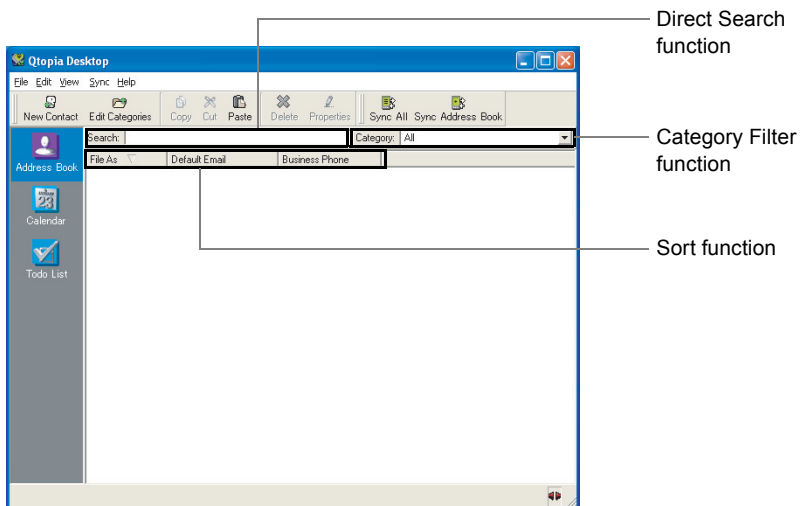 Direct Search
function
Qtopia Desktop
File Edit View Sync Help
New Contact Edit Categories Copy Cut Paste Delete Properties Sync All Sync Address Book
Search: Category: All
Category Filter
function
File As Default Email Business Phone
Address Book
23
Calendar
Sort function
Todo List